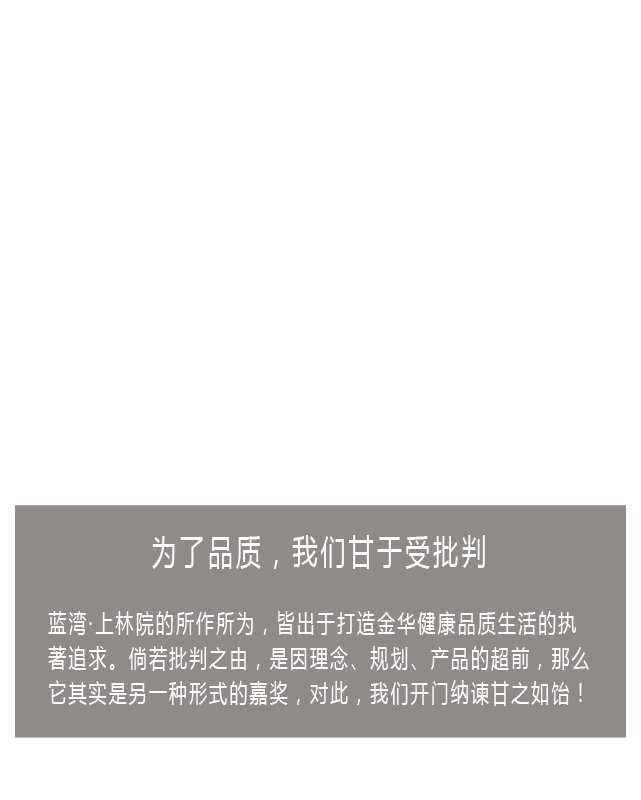 为了品质，我们甘于受批判
蓝湾·上林院的所作所为，皆出于打造金华健康品质生活的执
著追求。倘若批判之由，是因理念、规划、产品的超前，那么
它其实是另一种形式的嘉奖，对此，我们开门纳谏甘之如饴！